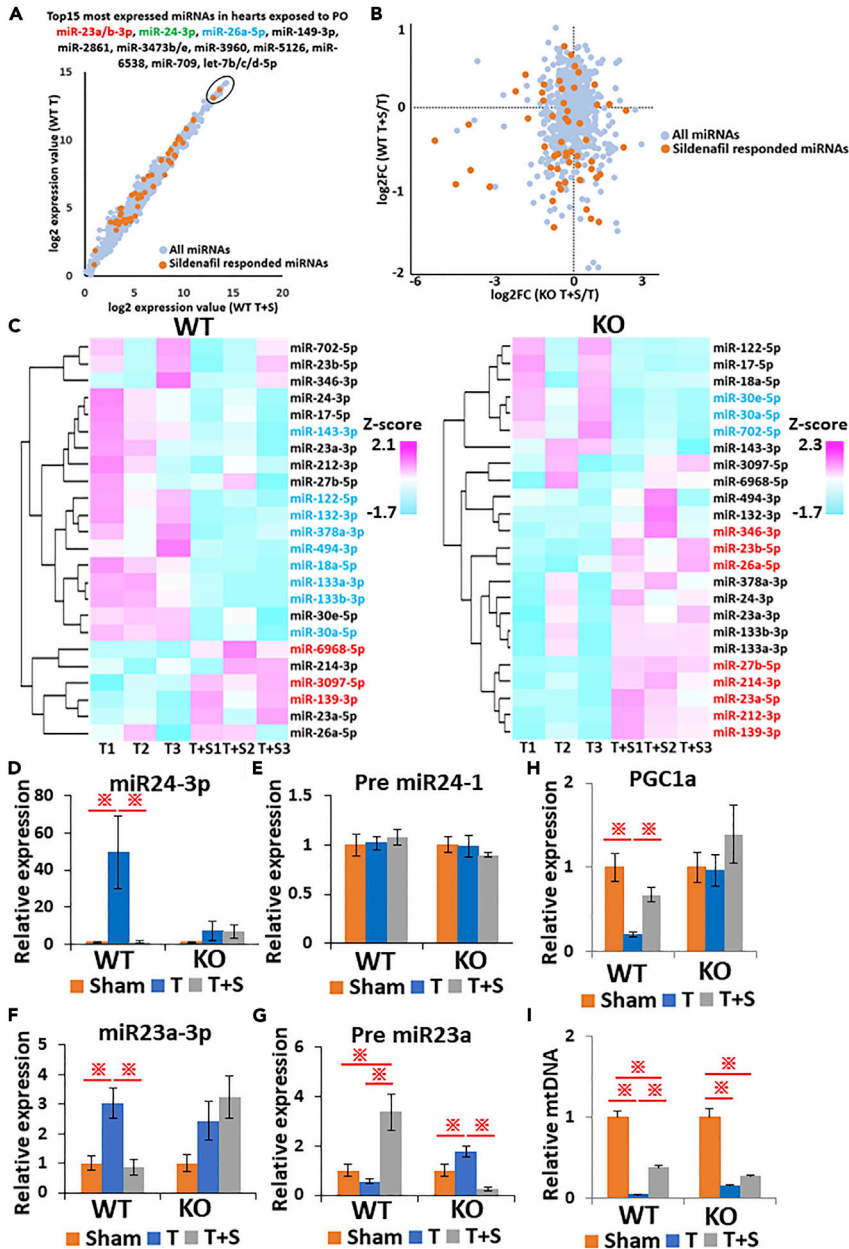 A
Top15 most expressed miRNAs in hearts exposed to PO
miR-23a/b-3p, miR-24-3p, miR-26a-5p, miR-149-3p,
miR-2861, miR-3473b/e, miR-3960, miR-5126, miR-
6538, miR-709, let-7b/c/d-5p
15
10
5
0
log2 expression value (WT T)
All miRNAs
Sildenafil responded miRNAs
0 5 10 15 20
log2 expression value (WT T+S)
B
1
0
-1
-2
log2FC (WT T+S/T)
All miRNAs
Sildenafil responded miRNAs
-6 -3 0 3
log2FC (KO T+S/T)
C
WT
miR-702-5p
miR-23b-5p
miR-346-3p
miR-24-3p
miR-17-5p
miR-143-3p
miR-23a-3p
miR-212-3p
miR-27b-5p
miR-122-5p
miR-132-3p
miR-378a-3p
miR-494-3p
miR-18a-5p
miR-133a-3p
miR-133b-3p
miR-30e-5p
miR-30a-5p
miR-6968-5p
miR-214-3p
miR-3097-5p
miR-139-3p
miR-23a-5p
miR-26a-5p
T1 T2 T3 T+S1 T+S2 T+S3
Z-score
2.1
-1.7
KO
miR-122-5p
miR-17-5p
miR-18a-5p
miR-30e-5p
miR-30a-5p
miR-702-5p
miR-143-3p
miR-3097-5p
miR-6968-5p
miR-494-3p
miR-132-3p
miR-346-3p
miR-23b-5p
miR-26a-5p
miR-378a-3p
miR-24-3p
miR-23a-3p
miR-133b-3p
miR-133a-3p
miR-27b-5p
miR-214-3p
miR-23a-5p
miR-212-3p
miR-139-3p
T1 T2 T3 T+S1 T+S2 T+S3
Z-score
2.3
-1.7
D
miR24-3p
Relative expression
80
60
40
20
0
※ ※
WT KO
Sham T T+S
E
Pre miR24-1
Relative expression
1.5
1
0.5
0
WT KO
Sham T T+S
H
PGC1a
Relative expression
2
1
0
※ ※
WT KO
Sham T T+S
F
miR23a-3p
Relative expression
5
4
3
2
1
0
※ ※
WT KO
Sham T T+S
G
Pre miR23a
Relative expression
5
4
3
2
1
0
※
※
※ ※
WT KO
Sham T T+S
I
Relative mtDNA
2
1
0
※
※ ※
※
※
WT KO
Sham T T+S